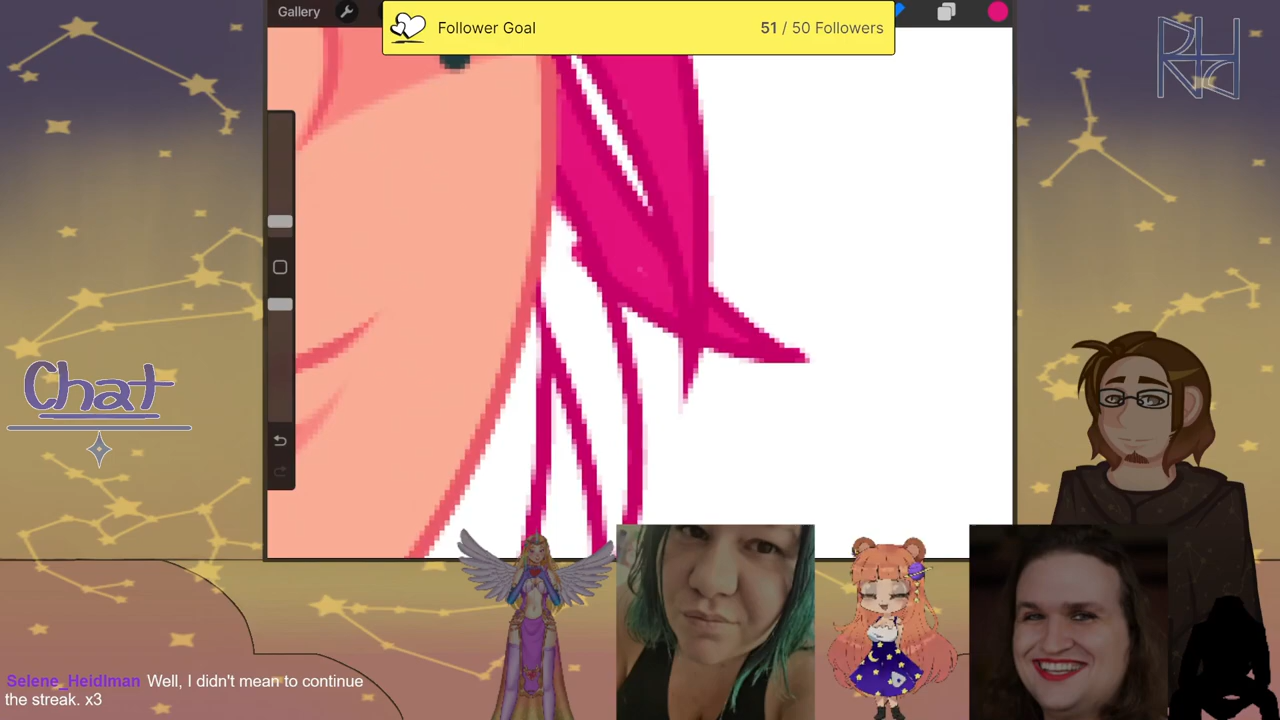 Gallery
Follower Goal 51 / 50 Followers
Chat
Selene_Heidlman Well, I didn't mean to continue
the streak. x3